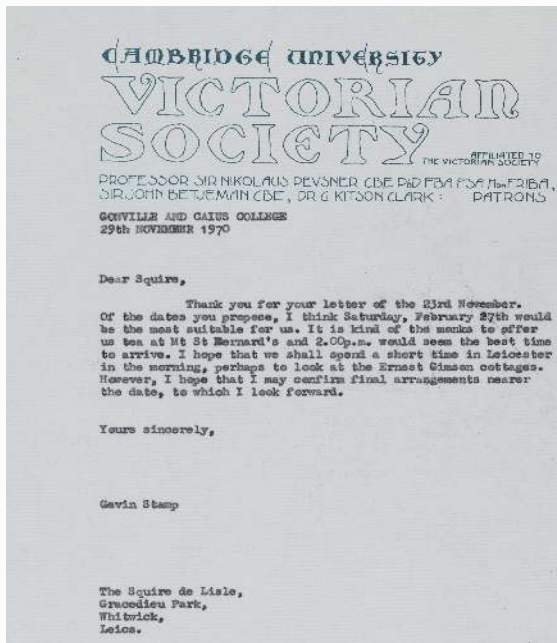 CAMBRIDGE UNIVERSITY
VICTORIAN
SOCIETY AFFILIATED TO
THE VICTORIAN SOCIETY
PROFESSOR SIR NIKOLAUS PEVSNER CBE PhD FBA FSA Hon FRIBA,
SIR JOHN BETJEMAN CBE, DR G KITSON CLARK : PATRONS
GONVILLE AND CAIUS COLLEGE
29th NOVEMBER 1970
Dear Squire,
Thank you for your letter of the 23rd November.
Of the dates you propose, I think Saturday, February 27th would
be the most suitable for us. It is kind of the monks to offer
us tea at Mt St Bernard's and 2.00p.m. would seem the best time
to arrive. I hope that we shall spend a short time in Leicester
in the morning, perhaps to look at the Ernest Gimson cottages.
However, I hope that I may confirm final arrangements nearer
the date, to which I look forward.
Yours sincerely,
Gavin Stamp
The Squire de Lisle,
Gracedieu Park,
Whitwick,
Leics.